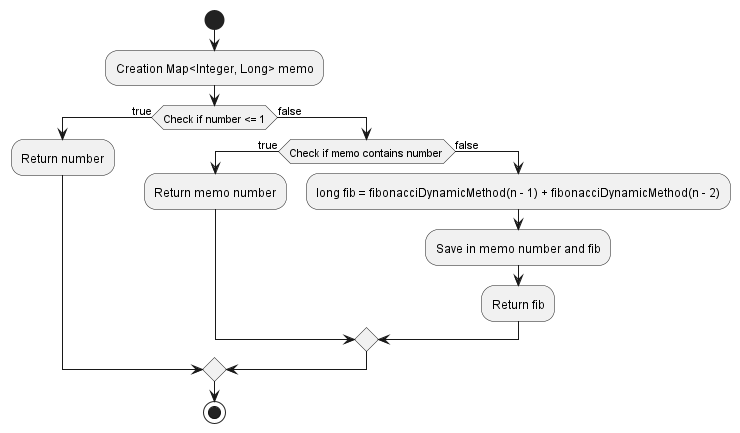 Creation Map<Integer, Long> memo
true
Check if number <= 1
false
Return number
true
Check if memo contains number
false
Return memo number
long fib = fibonacciDynamicMethod(n - 1) + fibonacciDynamicMethod(n - 2)
Save in memo number and fib
Return fib